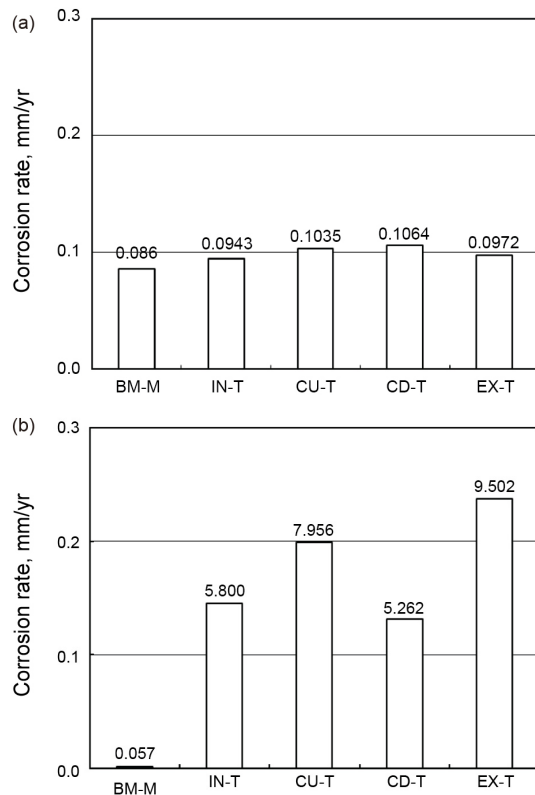 (a)
Corrosion rate, mm/yr
0.3
0.2
0.1
0.0
0.086
0.0943
0.1035
0.1064
0.0972
BM-M
IN-T
CU-T
CD-T
EX-T
(b)
Corrosion rate, mm/yr
0.3
0.2
0.1
0.0
0.057
5.800
7.956
5.262
9.502
BM-M
IN-T
CU-T
CD-T
EX-T